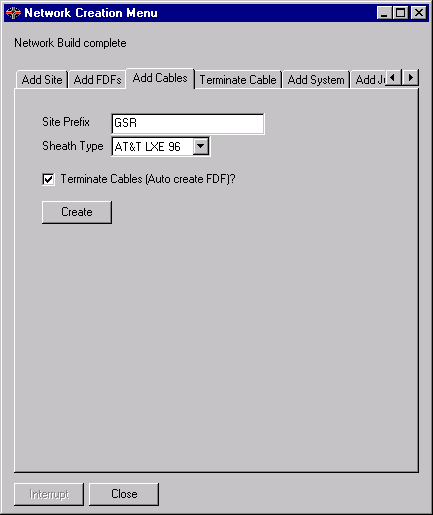 Network Creation Menu
Network Build complete
Add Site Add FDFs Add Cables Terminate Cable Add System Add Ju
Site Prefix GSR
Sheath Type AT&T LXE 96
Terminate Cables (Auto create FDF)?
Create
Interrupt Close